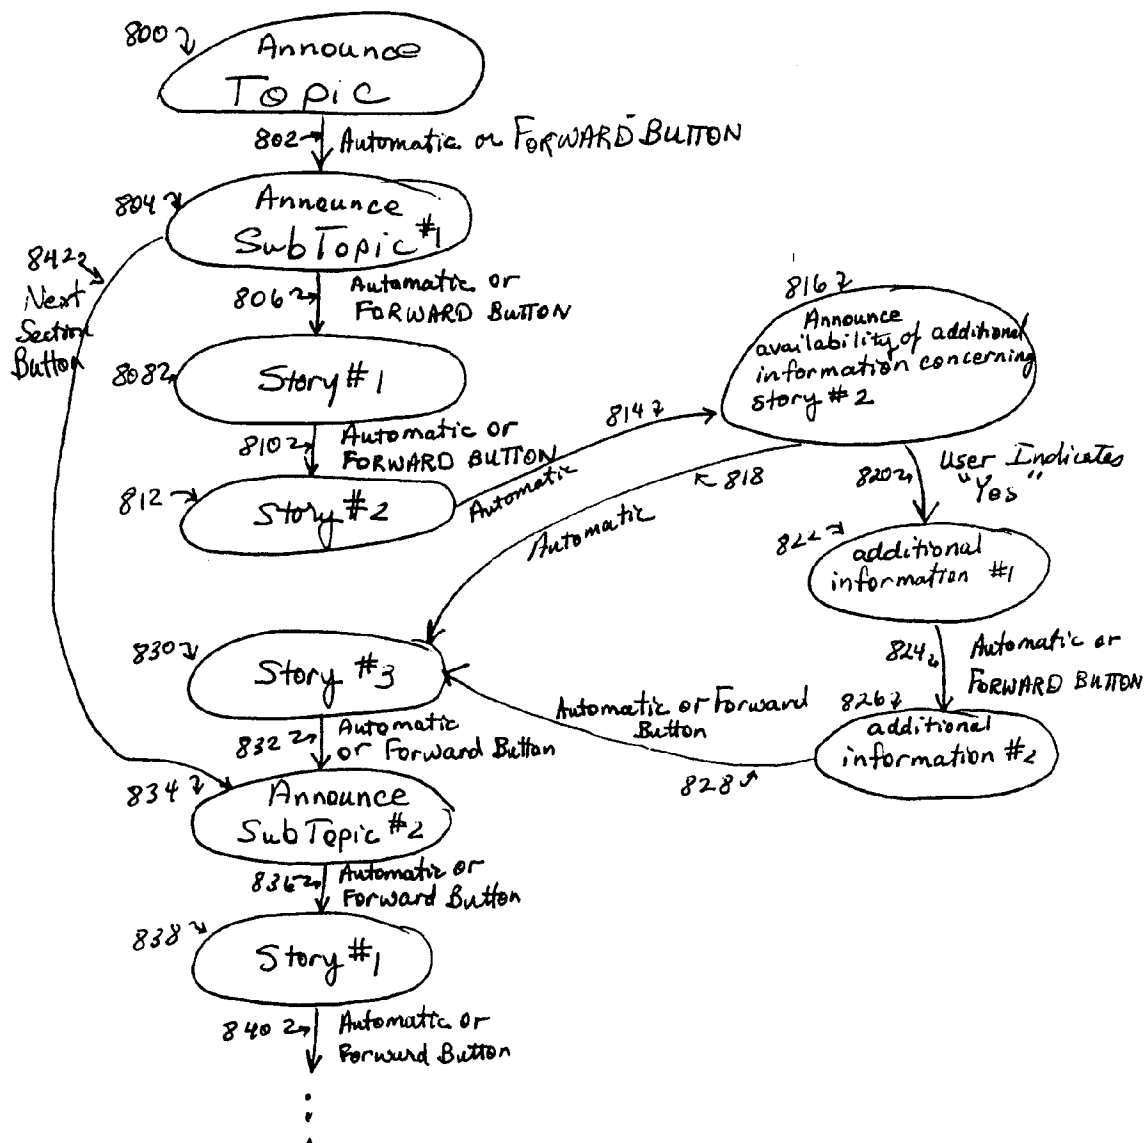 800
Announce
Topic
802
Automatic or FORWARD BUTTON
804
Announce
SubTopic #1
842
Next
Section
Button
806
Automatic or
FORWARD BUTTON
808
Story #1
810
Automatic or
FORWARD BUTTON
812
Story #2
Automatic
814
816
Announce
availability of additional
information concerning
story #2
818
Automatic
820
User Indicates
"Yes"
822
additional
information #1
824
Automatic or
FORWARD BUTTON
826
additional
information #2
828
Automatic or Forward
Button
830
Story #3
832
Automatic
or Forward Button
834
Announce
SubTopic #2
836
Automatic or
Forward Button
838
Story #1
840
Automatic or
Forward Button